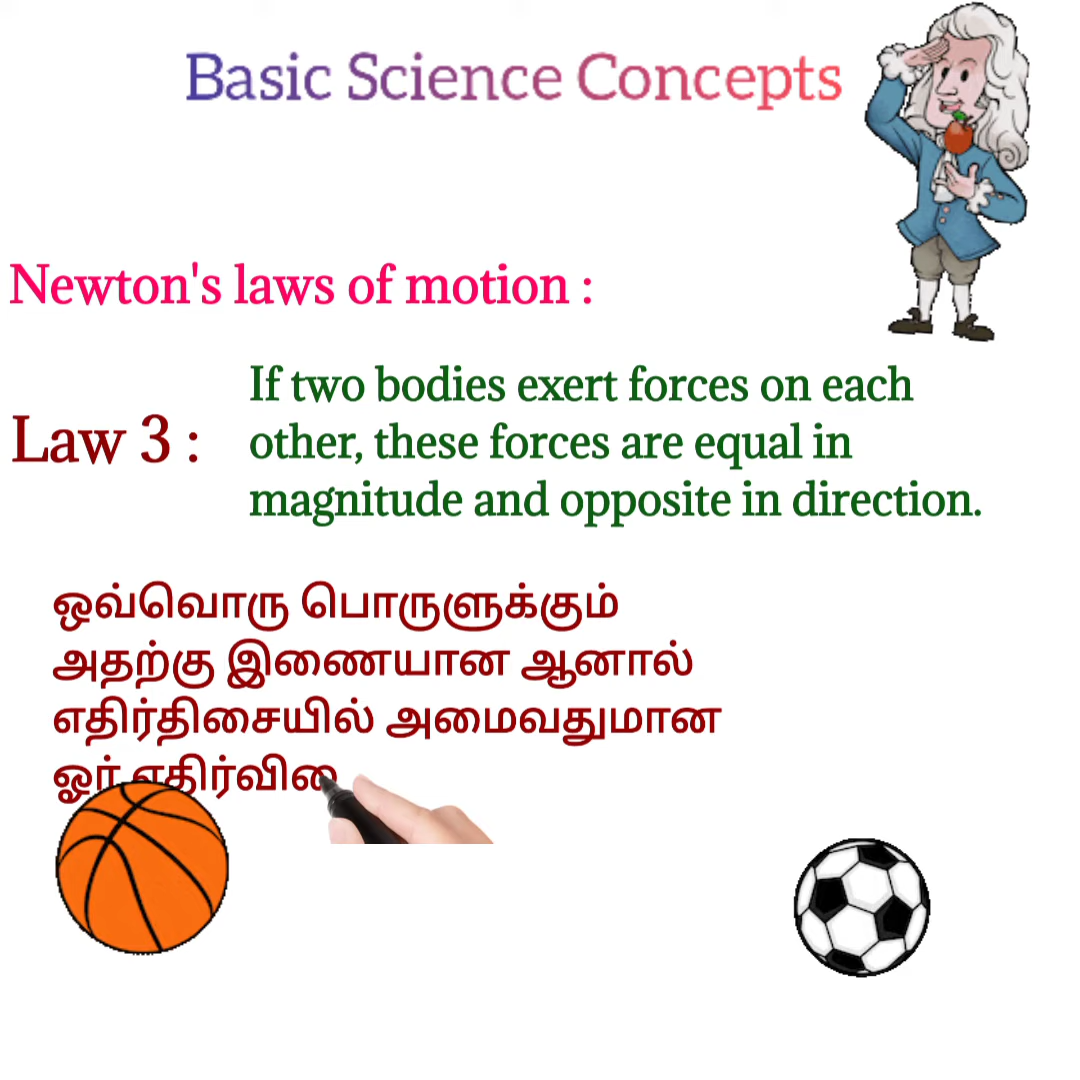 Basic Science Concepts
Newton's laws of motion :
Law 3 :
If two bodies exert forces on each
other, these forces are equal in
magnitude and opposite in direction.
ஒவ்வொரு பொருளுக்கும்
அதற்கு இணையான ஆனால்
எதிர்திசையில் அமைவதுமான
ஓர் எதிர்வி